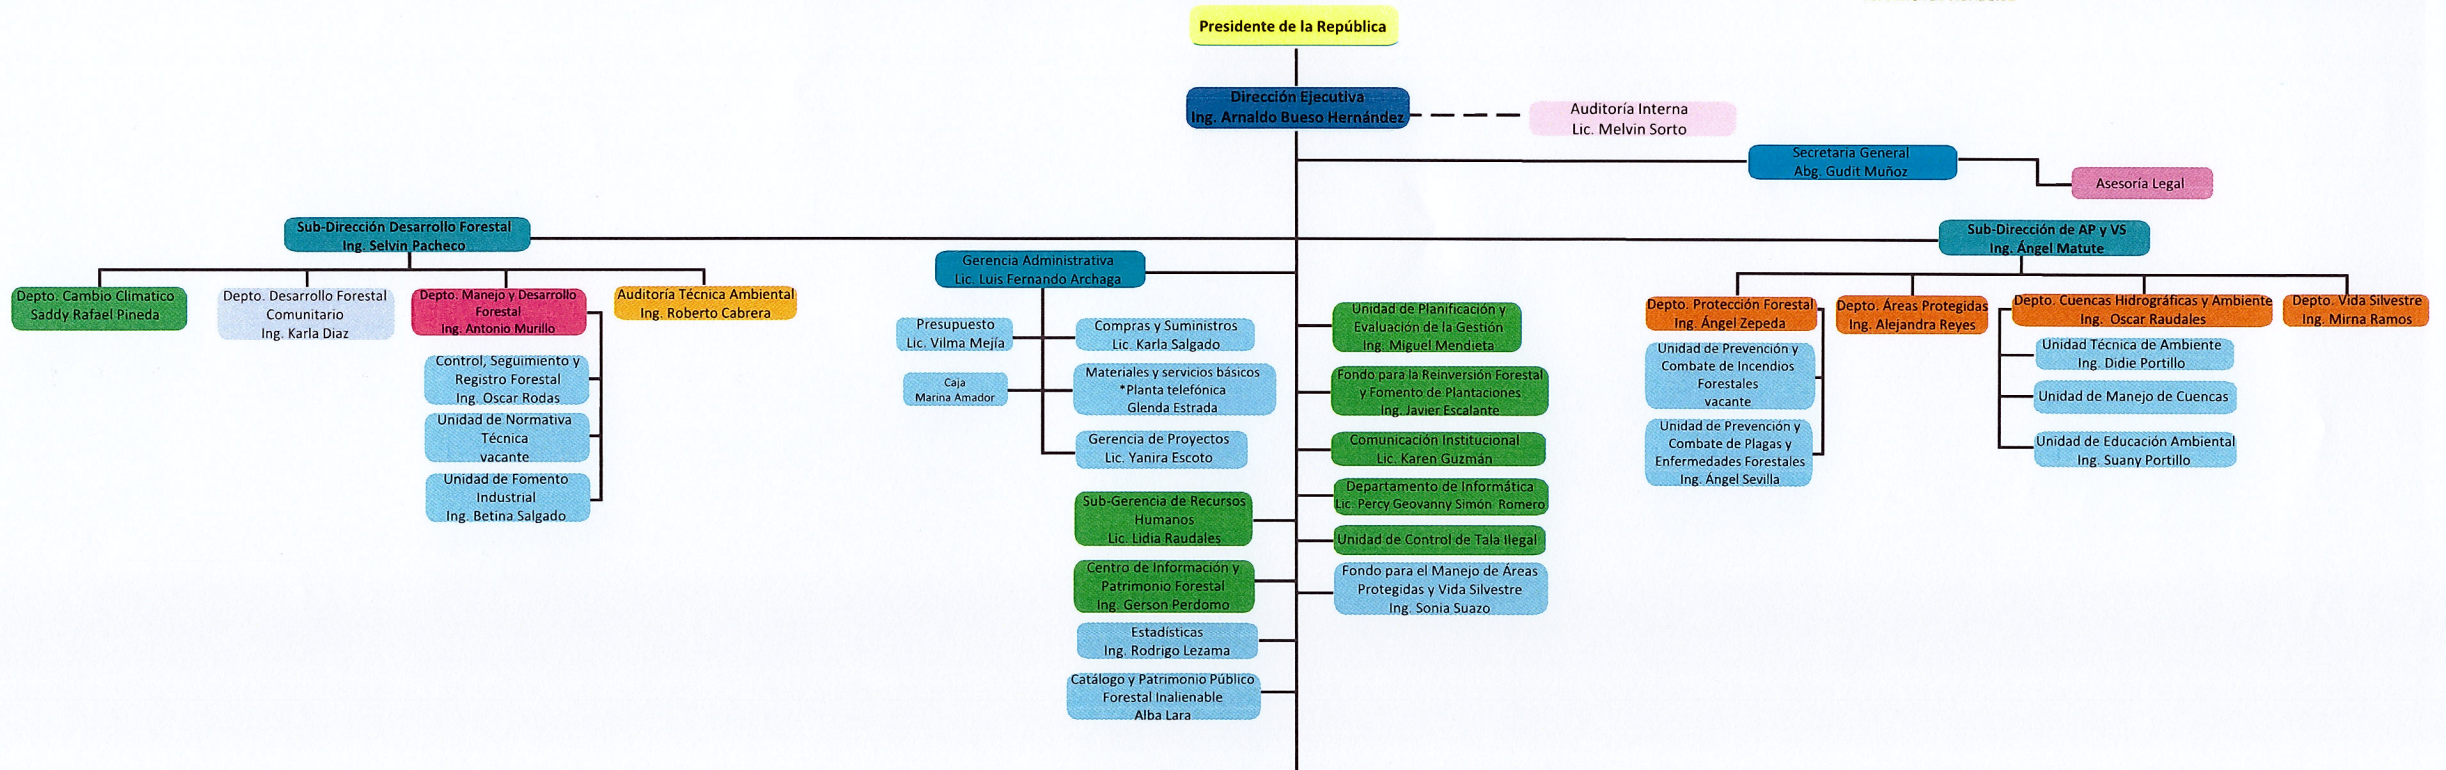 Presidente de la República
Dirección Ejecutiva
Ing. Arnaldo Bueso Hernández
Auditoría Interna
Lic. Melvin Sorto
Secretaria General
Abg. Gudit Muñoz
Asesoría Legal
Sub-Dirección Desarrollo Forestal
Ing. Selvin Pacheco
Sub-Dirección de AP y VS
Ing. Ángel Matute
Depto. Cambio Climatico
Saddy Rafael Pineda
Depto. Desarrollo Forestal
Comunitario
Ing. Karla Diaz
Depto. Manejo y Desarrollo
Forestal
Ing. Antonio Murillo
Auditoría Técnica Ambiental
Ing. Roberto Cabrera
Control, Seguimiento y
Registro Forestal
Ing. Oscar Rodas
Unidad de Normativa
Técnica
vacante
Unidad de Fomento
Industrial
Ing. Betina Salgado
Gerencia Administrativa
Lic. Luis Fernando Archaga
Presupuesto
Lic. Vilma Mejía
Compras y Suministros
Lic. Karla Salgado
Caja
Marina Amador
Materiales y servicios básicos
*Planta telefónica
Glenda Estrada
Gerencia de Proyectos
Lic. Yanira Escoto
Sub-Gerencia de Recursos
Humanos
Lic. Lidia Raudales
Centro de Información y
Patrimonio Forestal
Ing. Gerson Perdomo
Estadísticas
Ing. Rodrigo Lezama
Catálogo y Patrimonio Público
Forestal Inalienable
Alba Lara
Unidad de Planificación y
Evaluación de la Gestión
Ing. Miguel Mendieta
Fondo para la Reinversión Forestal
y Fomento de Plantaciones
Ing. Javier Escalante
Comunicación Institucional
Lic. Karen Guzmán
Departamento de Informática
Lic. Percy Geovanny Simón Romero
Unidad de Control de Tala Ilegal
Fondo para el Manejo de Áreas
Protegidas y Vida Silvestre
Ing. Sonia Suazo
Depto. Protección Forestal
Ing. Ángel Zepeda
Unidad de Prevención y
Combate de Incendios
Forestales
vacante
Unidad de Prevención y
Combate de Plagas y
Enfermedades Forestales
Ing. Ángel Sevilla
Depto. Áreas Protegidas
Ing. Alejandra Reyes
Depto. Cuencas Hidrográficas y Ambiente
Ing. Oscar Raudales
Unidad Técnica de Ambiente
Ing. Didie Portillo
Unidad de Manejo de Cuencas
Unidad de Educación Ambiental
Ing. Suany Portillo
Depto. Vida Silvestre
Ing. Mirna Ramos